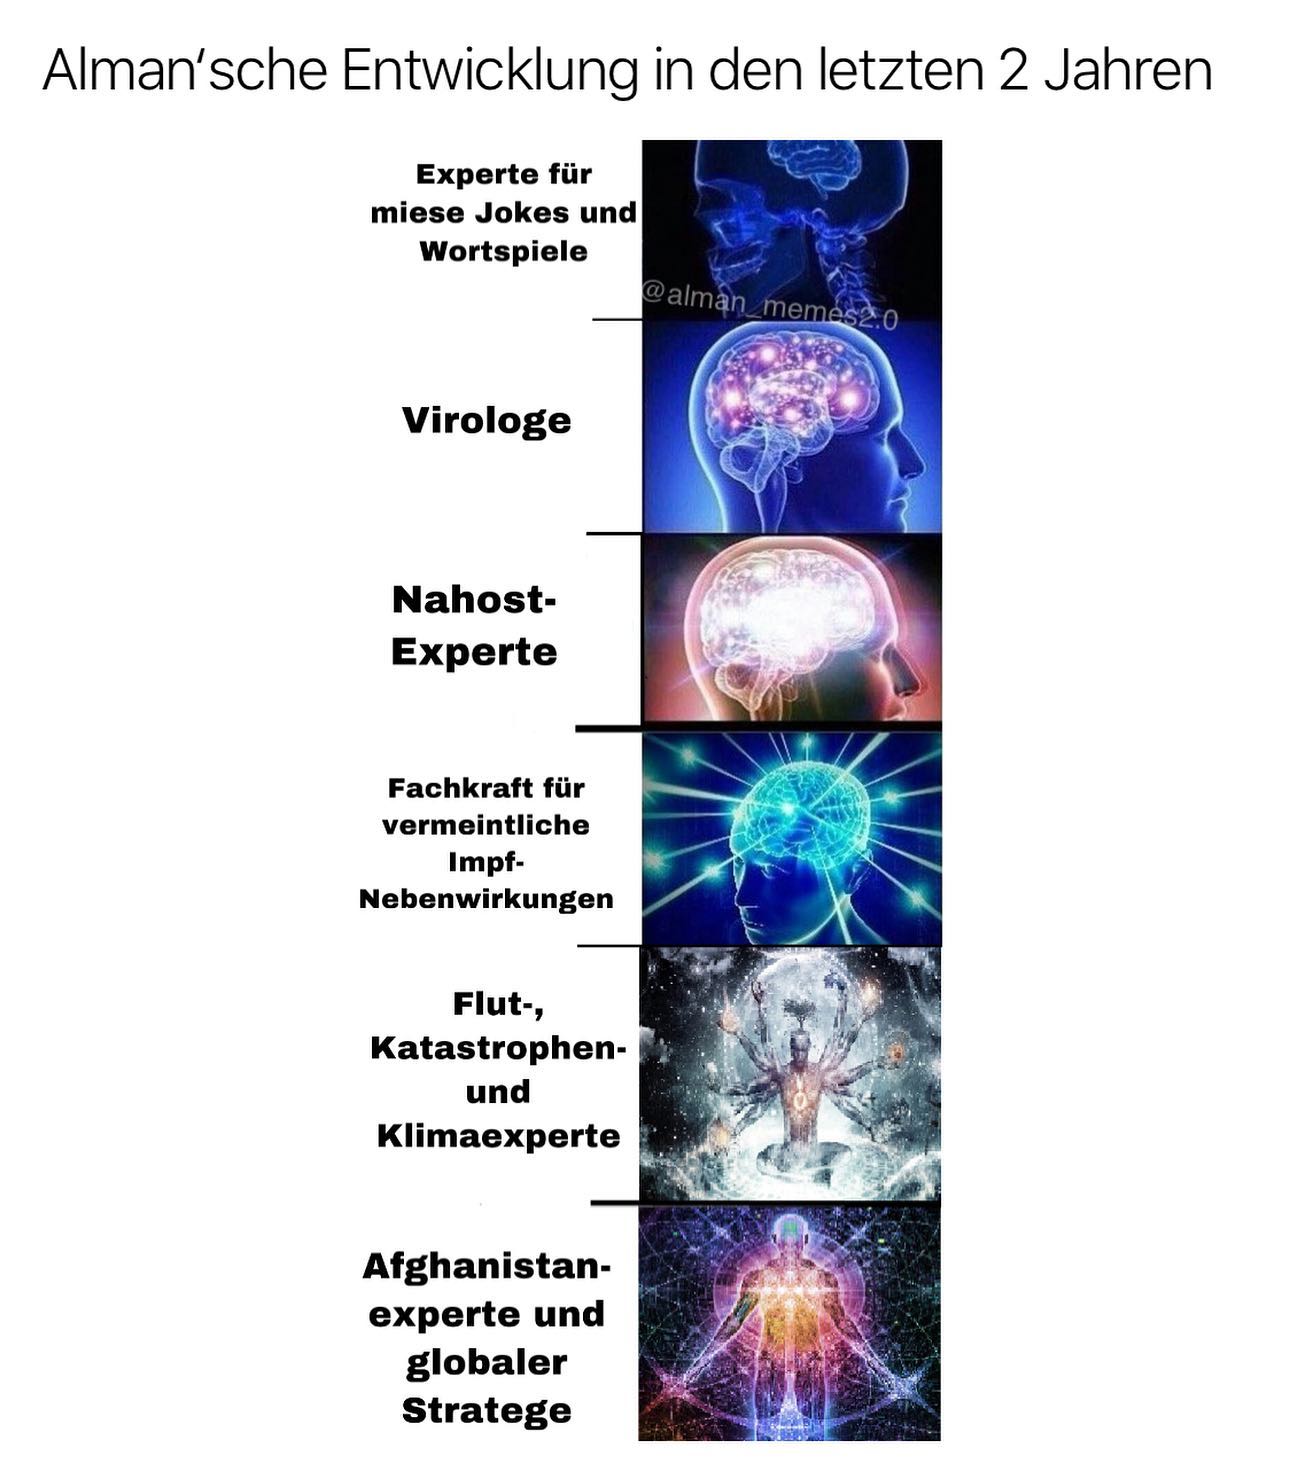 Alman‘sche Entwicklung in den letzten 2 Jahren
Experte für
miese Jokes und
Wortspiele
@alman_memes2.0
Virologe
Nahost-
Experte
Fachkraft für
vermeintliche
Impf-
Nebenwirkungen
Flut-,
Katastrophen-
und
Klimaexperte
Afghanistan-
experte und
globaler
Stratege